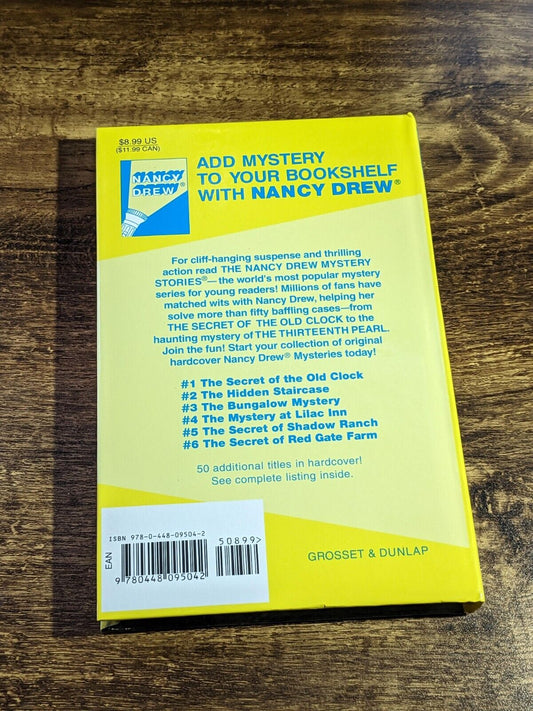 $8.99 US
($11.99 CAN)
NANCY
DREW®
ADD MYSTERY
TO YOUR BOOKSHELF
WITH NANCY DREW®
For cliff-hanging suspense and thrilling
action read THE NANCY DREW MYSTERY
STORIES®—the world's most popular mystery
series for young readers! Millions of fans have
matched wits with Nancy Drew, helping her
solve more than fifty baffling cases—from
THE SECRET OF THE OLD CLOCK to the
haunting mystery of THE THIRTEENTH PEARL.
Join the fun! Start your collection of original
hardcover Nancy Drew® Mysteries today!
#1 The Secret of the Old Clock
#2 The Hidden Staircase
#3 The Bungalow Mystery
#4 The Mystery at Lilac Inn
#5 The Secret of Shadow Ranch
#6 The Secret of Red Gate Farm
50 additional titles in hardcover!
See complete listing inside.
ISBN 978-0-448-09504-2
50899>
EAN
9 780448 095042
GROSSET & DUNLAP